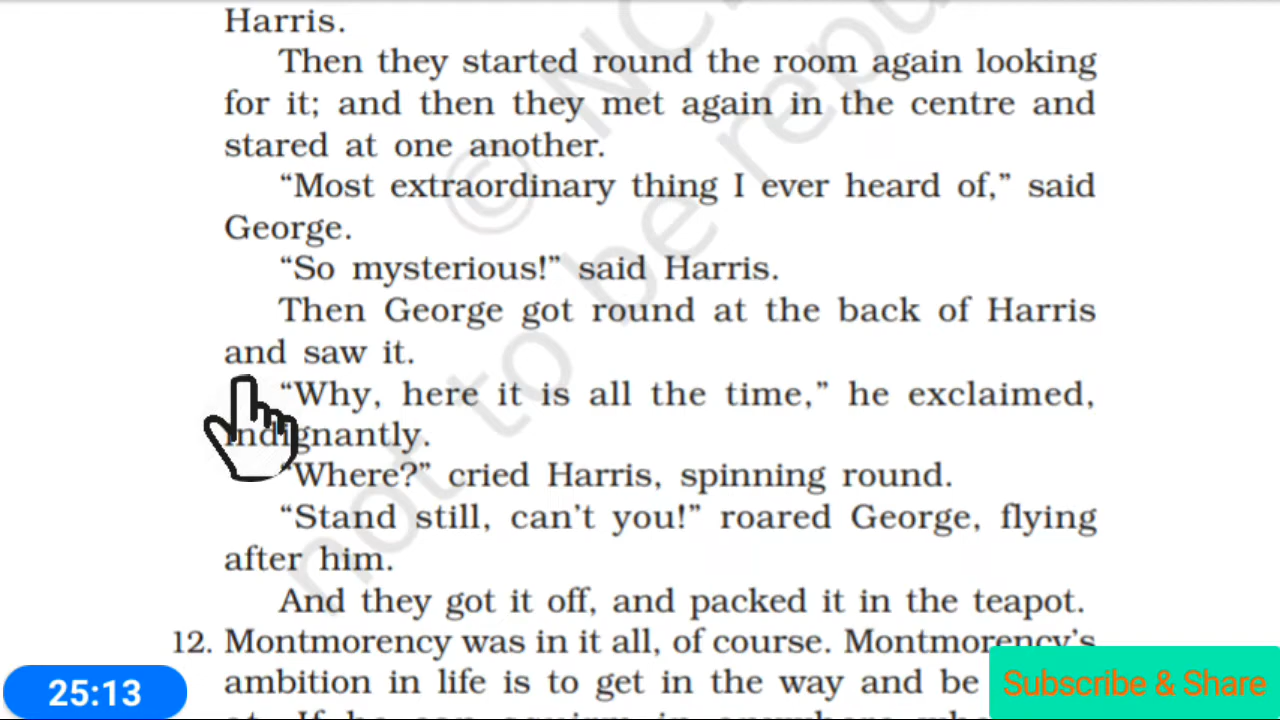 Harris.
Then they started round the room again looking
for it; and then they met again in the centre and
stared at one another.
“Most extraordinary thing I ever heard of,” said
George.
“So mysterious!” said Harris.
Then George got round at the back of Harris
and saw it.
“Why, here it is all the time,” he exclaimed,
indignantly.
“Where?” cried Harris, spinning round.
“Stand still, can’t you!” roared George, flying
after him.
And they got it off, and packed it in the teapot.
12. Montmorency was in it all, of course. Montmorency’s
ambition in life is to get in the way and be
25:13
Subscribe & Share
© NC
not to be repu